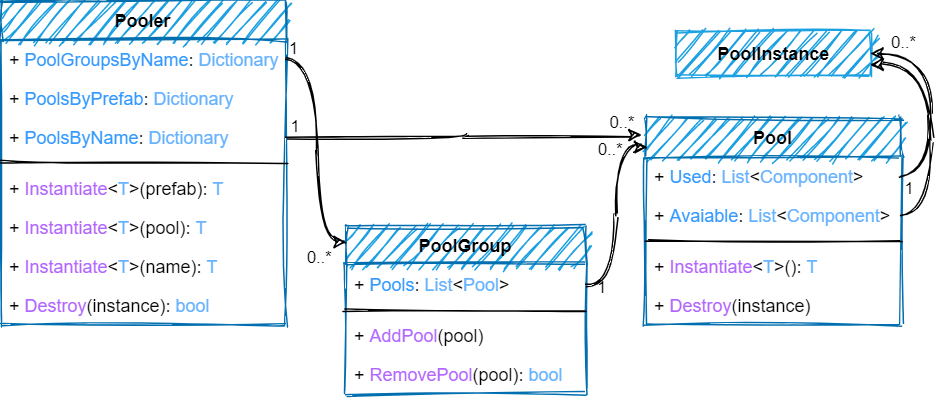 Pooler
+ PoolGroupsByName: Dictionary
+ PoolsByPrefab: Dictionary
+ PoolsByName: Dictionary
+ Instantiate<T>(prefab): T
+ Instantiate<T>(pool): T
+ Instantiate<T>(name): T
+ Destroy(instance): bool
1
1
0..*
PoolGroup
+ Pools: List<Pool>
+ AddPool(pool)
+ RemovePool(pool): bool
1
0..*
0..*
Pool
+ Used: List<Component>
+ Avaiable: List<Component>
+ Instantiate<T>(): T
+ Destroy(instance)
1
PoolInstance
0..*